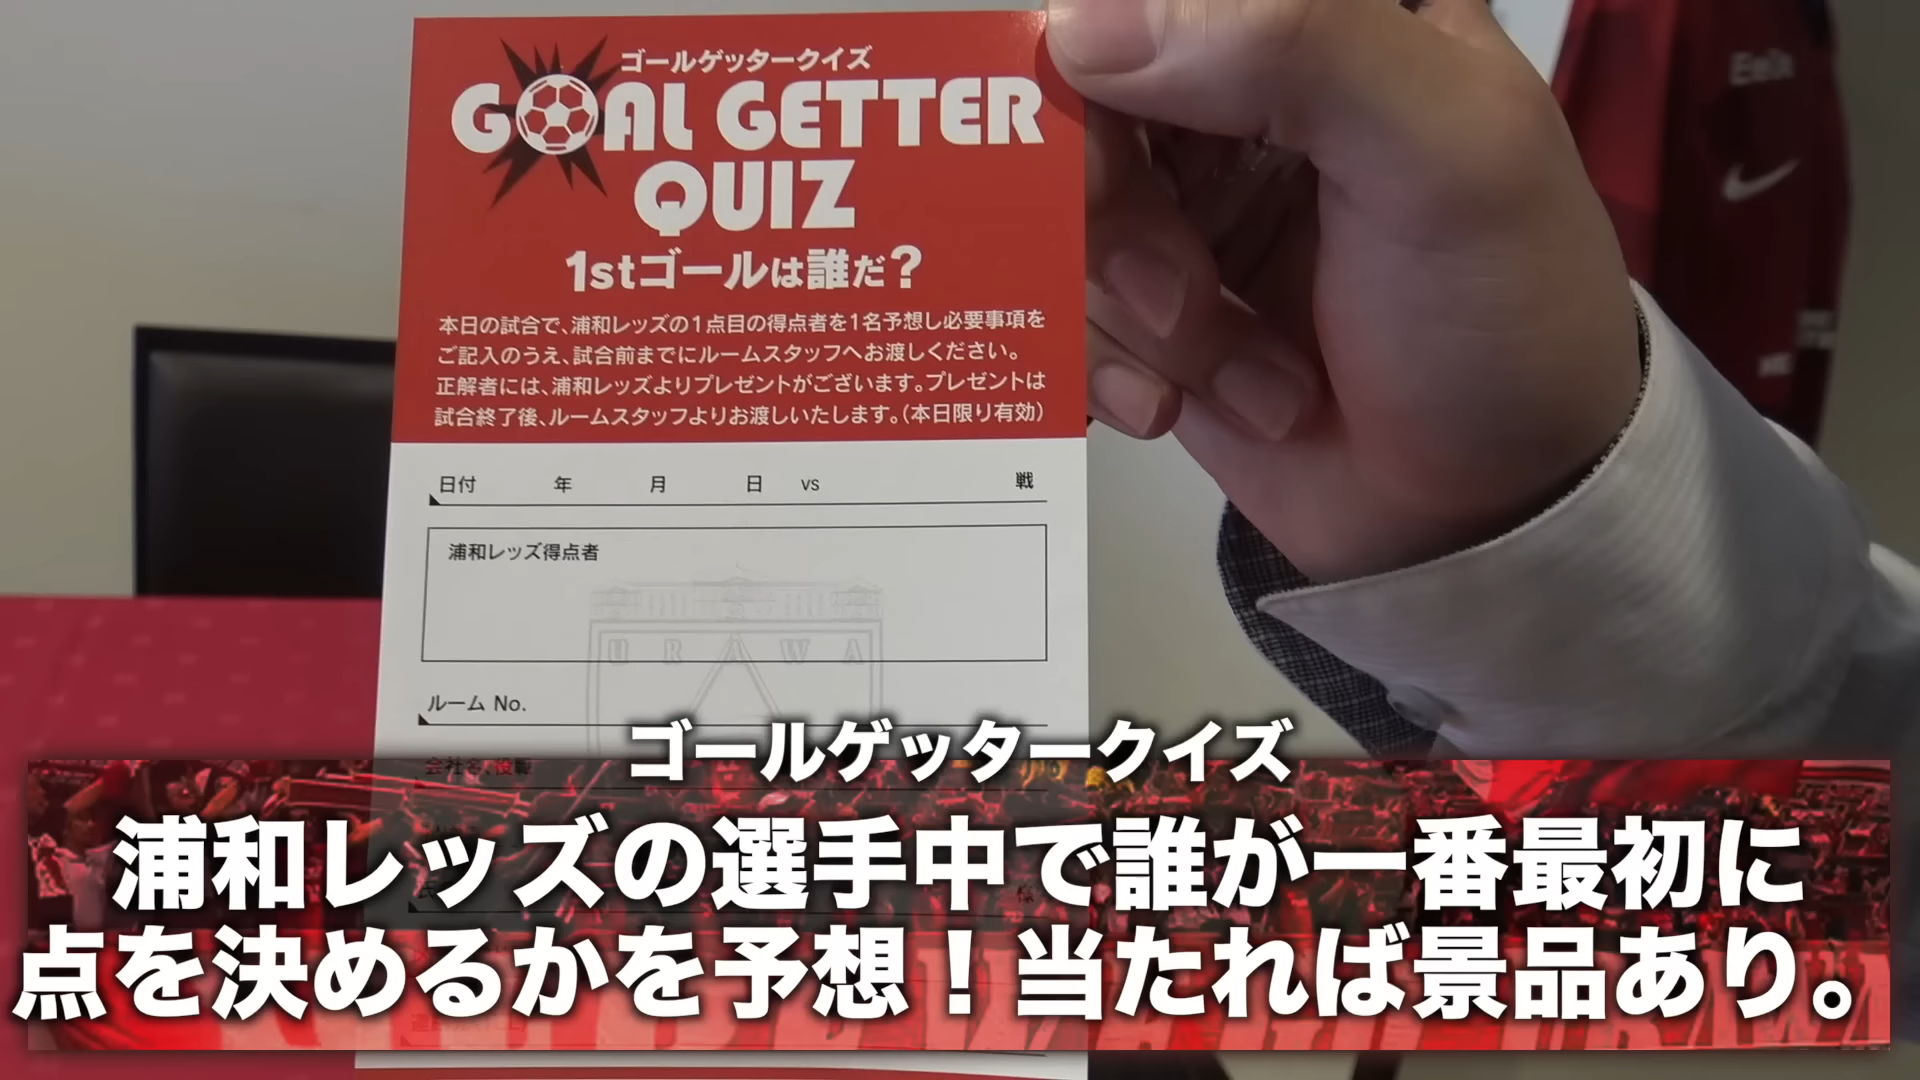 ゴールゲッタークイズ
GOAL GETTER
QUIZ
1stゴールは誰だ?
本日の試合で、浦和レッズの1点目の得点者を1名予想し必要事項を
ご記入のうえ、試合前までにルームスタッフへお渡しください。
正解者には、浦和レッズよりプレゼントがございます。プレゼントは
試合終了後、ルームスタッフよりお渡しいたします。(本日限り有効)
日付 年 月 日 vs 戦
浦和レッズ得点者
URAWA
ルーム No.
会社名、役職
様
ゴールゲッタークイズ
浦和レッズの選手中で誰が一番最初に
点を決めるかを予想！当たれば景品あり。